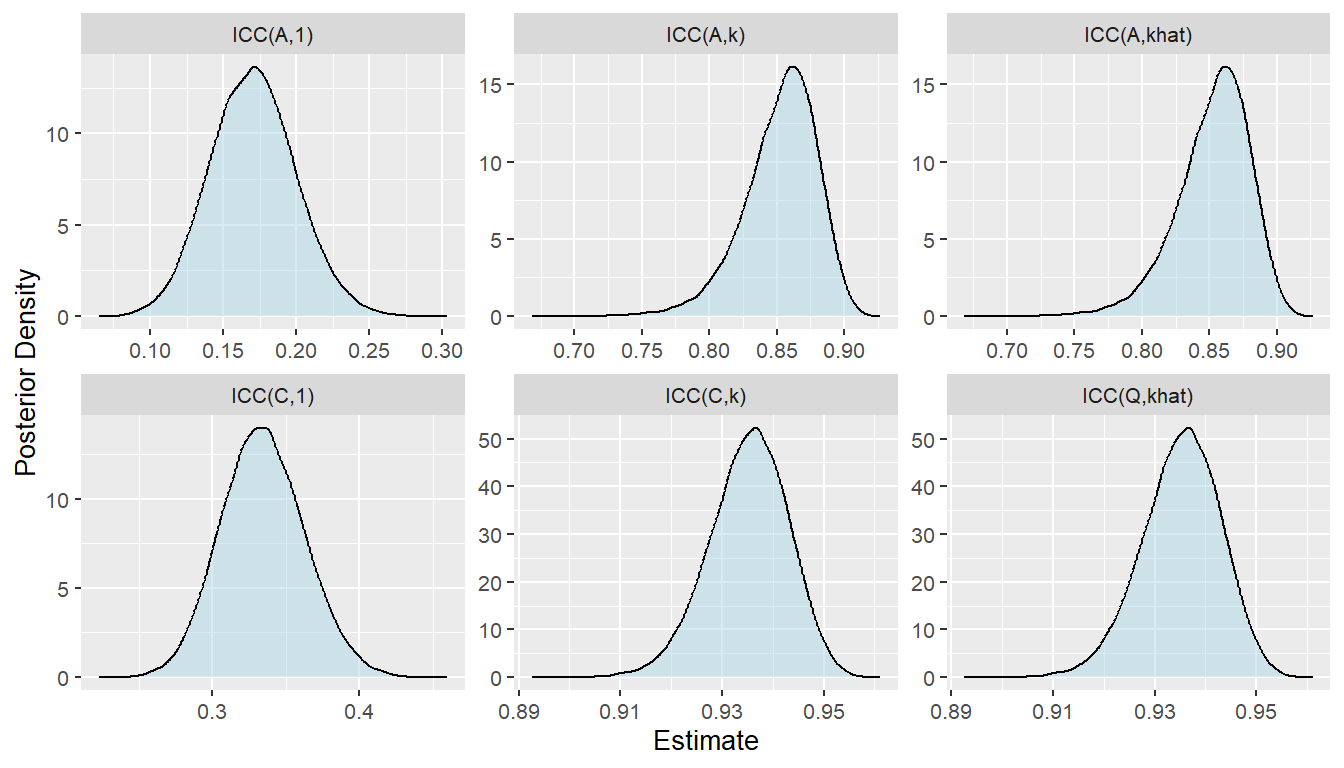 ICC(A,1) ICC(A,k) ICC(A,khat)
15 15
10 10 10
5 5 5
0 0 0
0.10 0.15 0.20 0.25 0.30 0.70 0.75 0.80 0.85 0.90 0.70 0.75 0.80 0.85 0.90
Posterior Density
ICC(C,1) ICC(C,k) ICC(Q,khat)
50 50
40 40
10 30 30
5 20 20
10 10
0 0 0
0.3 0.4 0.89 0.91 0.93 0.95 0.89 0.91 0.93 0.95
Estimate